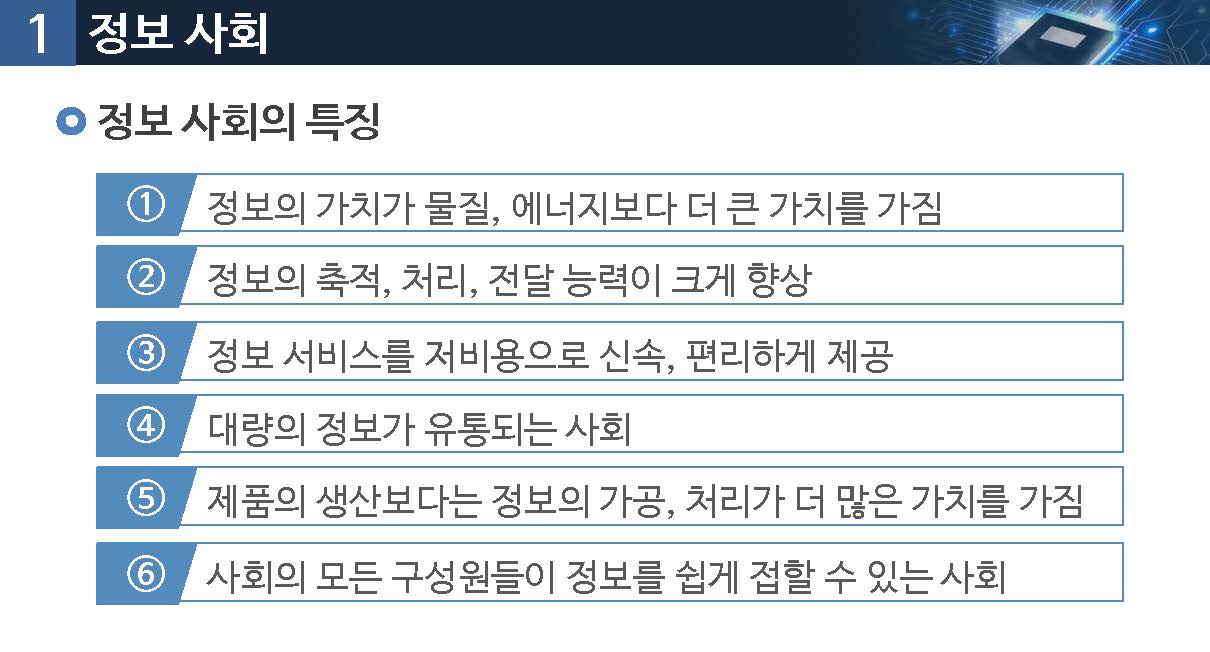 1 정보 사회
정보 사회의 특징
① 정보의 가치가 물질, 에너지보다 더 큰 가치를 가짐
② 정보의 축적, 처리, 전달 능력이 크게 향상
③ 정보 서비스를 저비용으로 신속, 편리하게 제공
④ 대량의 정보가 유통되는 사회
⑤ 제품의 생산보다는 정보의 가공, 처리가 더 많은 가치를 가짐
⑥ 사회의 모든 구성원들이 정보를 쉽게 접할 수 있는 사회